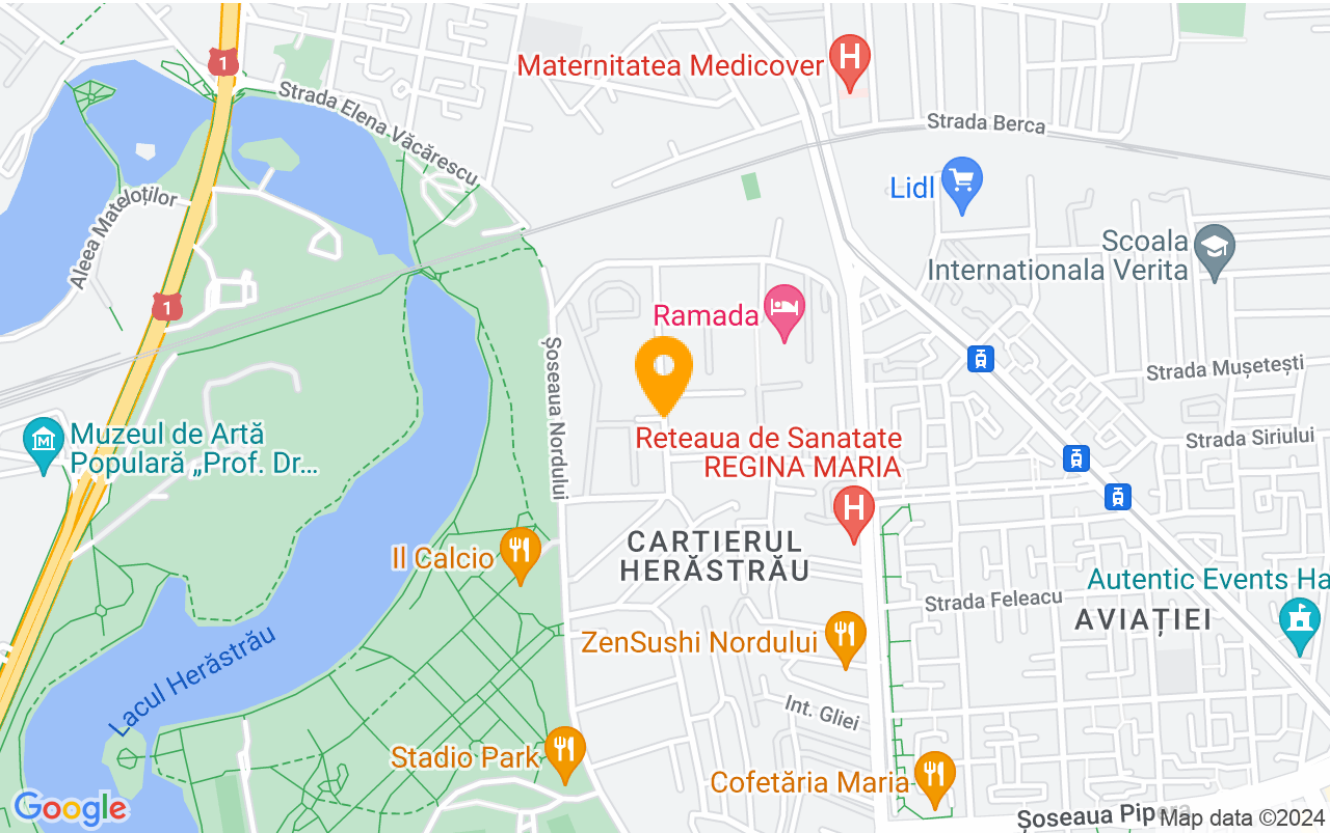 1
Maternitatea Medicover
H
Strada Elena Văcărescu
Strada Berca
Lidl
Aleea Mateloților
Scoala
Internationala Verita
1
Ramada
Șoseaua Nordului
Strada Mușetești
Muzeul de Artă
Populară „Prof. Dr...
Reteaua de Sanatate
REGINA MARIA
Strada Siriului
H
CARTIERUL
HERĂSTRĂU
Il Calcio
Autentic Events Ha
Strada Feleacu
AVIAȚIEI
ZenSushi Nordului
Lacul Herăstrău
Int. Gliei
Stadio Park
Cofetăria Maria
Google
Șoseaua Pipera
Map data ©2024